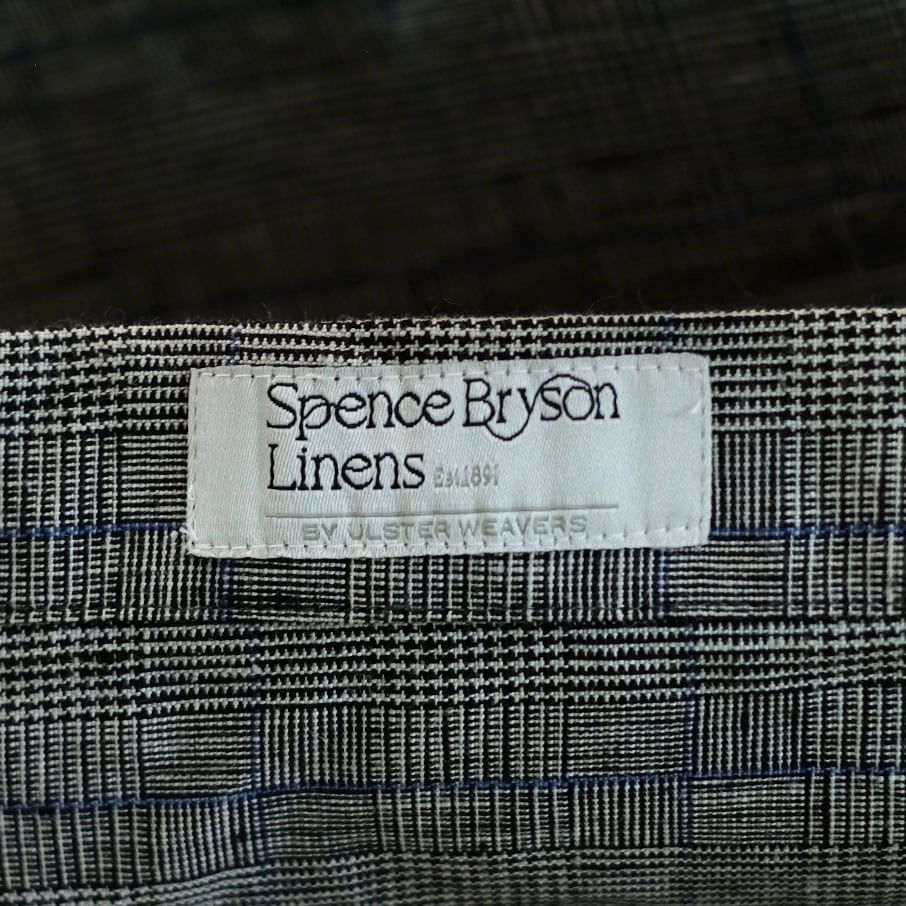 Spence Bryson
Linens Est.1891
BY ULSTER WEAVERS